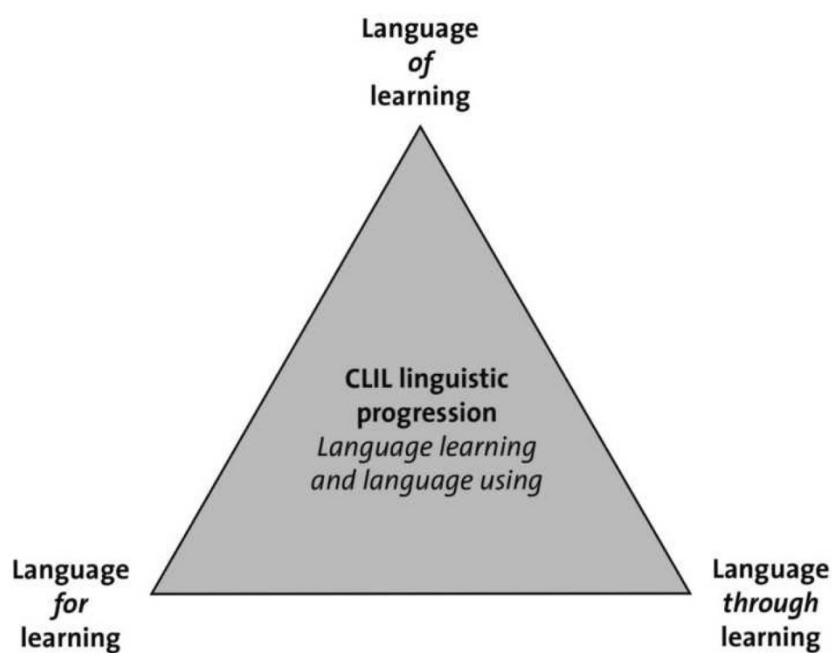 Language
of
learning
CLIL linguistic
progression
Language learning
and language using
Language
for
learning
Language
through
learning